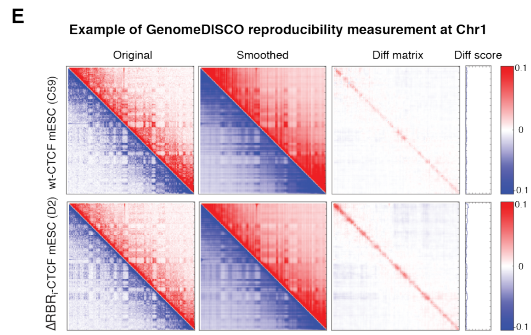 E
Example of GenomeDISCO reproducibility measurement at Chr1
Original Smoothed Diff matrix Diff score
wt-CTCF mESC (C59)
0.1
0
-0.1
ΔRBRᵢ-CTCF mESC (D2)
0.1
0
-0.1